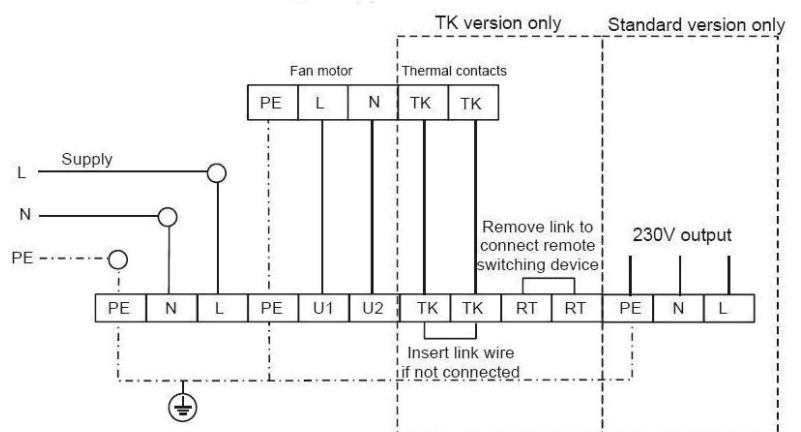 TK version only
Standard version only
Fan motor
Thermal contacts
PE L N TK TK
L Supply
N
PE
Remove link to
connect remote
switching device
230V output
PE N L PE U1 U2 TK TK RT RT PE N L
Insert link wire
if not connected